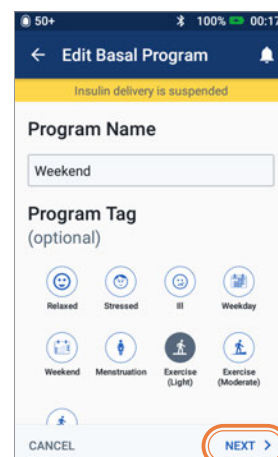 50+ 100% 00:17
Edit Basal Program
Insulin delivery is suspended
Program Name
Weekend
Program Tag
(optional)
Relaxed Stressed Ill Weekday
Weekend Menstruation Exercise (Light) Exercise (Moderate)
CANCEL NEXT >